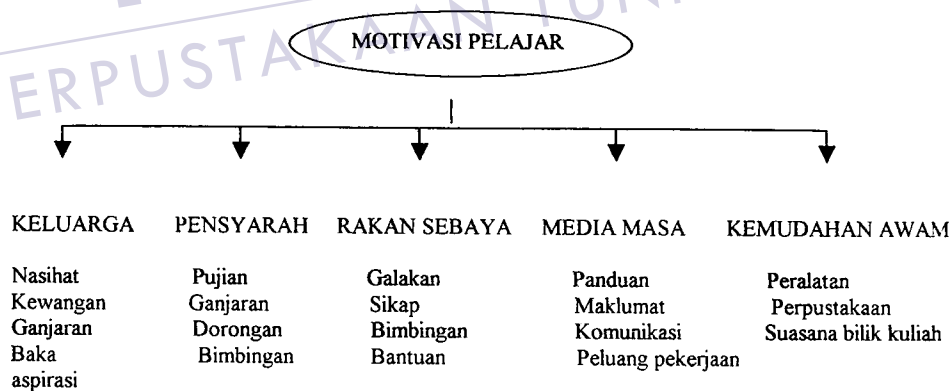 ERPUSTAKAAN TUN
MOTIVASI PELAJAR
KELUARGA PENSYARAH RAKAN SEBAYA MEDIA MASA KEMUDAHAN AWAM
Nasihat Pujian Galakan Panduan Peralatan
Kewangan Ganjaran Sikap Maklumat Perpustakaan
Ganjaran Dorongan Bimbingan Komunikasi Suasana bilik kuliah
Baka Bimbingan Bantuan Peluang pekerjaan
aspirasi